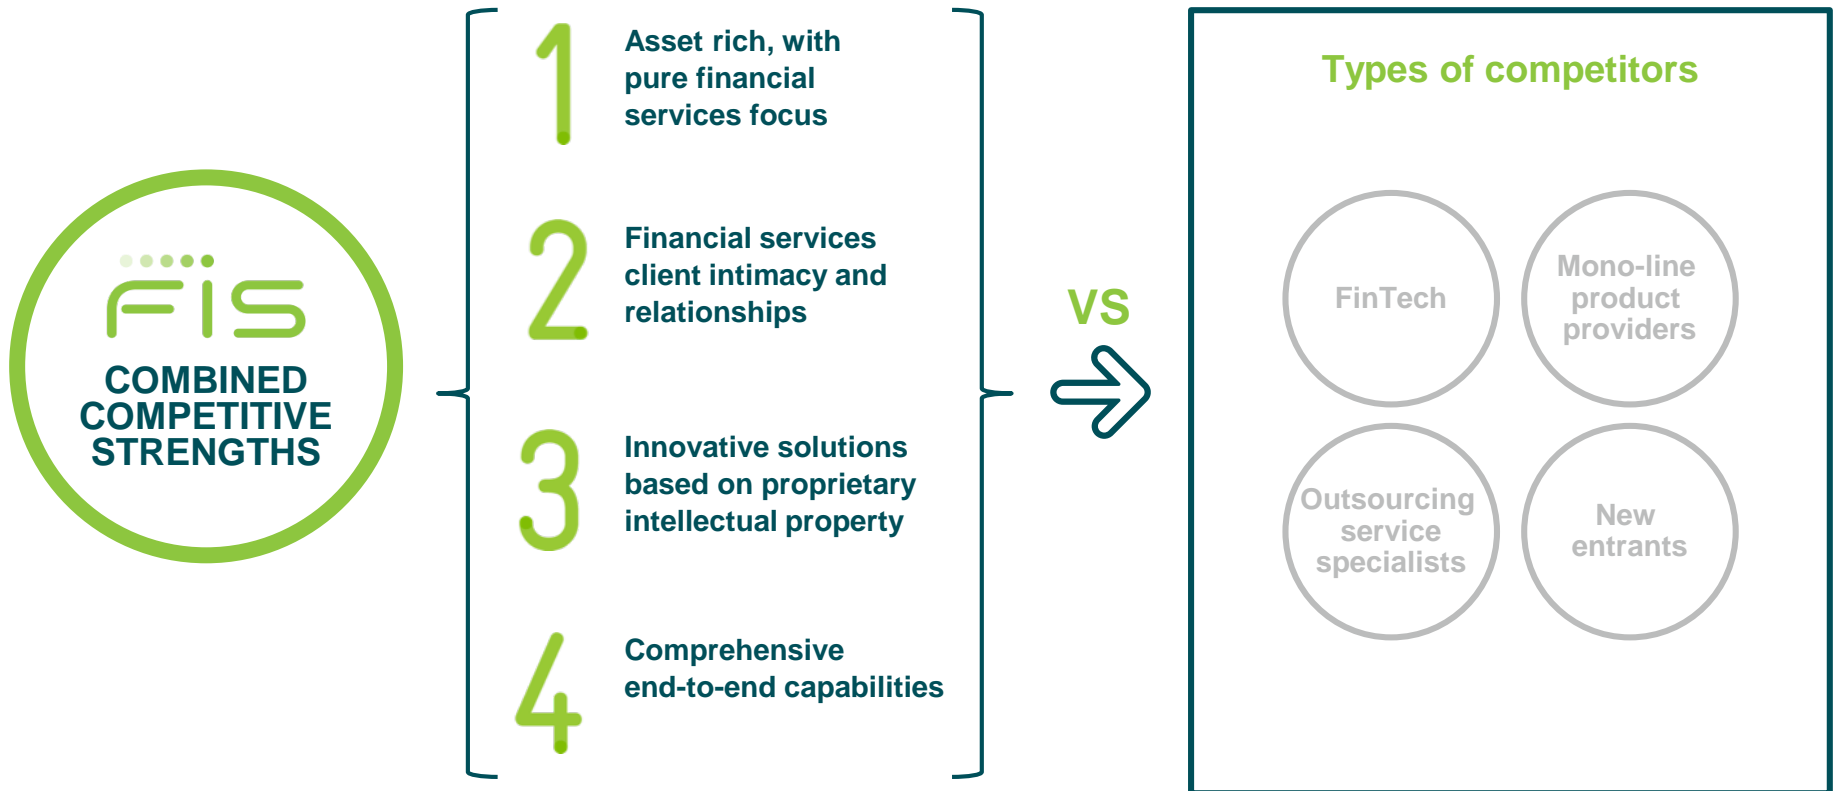 FIS
COMBINED
COMPETITIVE
STRENGTHS
1
Asset rich, with
pure financial
services focus
2
Financial services
client intimacy and
relationships
3
Innovative solutions
based on proprietary
intellectual property
4
Comprehensive
end-to-end capabilities
VS
Types of competitors
FinTech
Mono-line
product
providers
Outsourcing
service
specialists
New
entrants